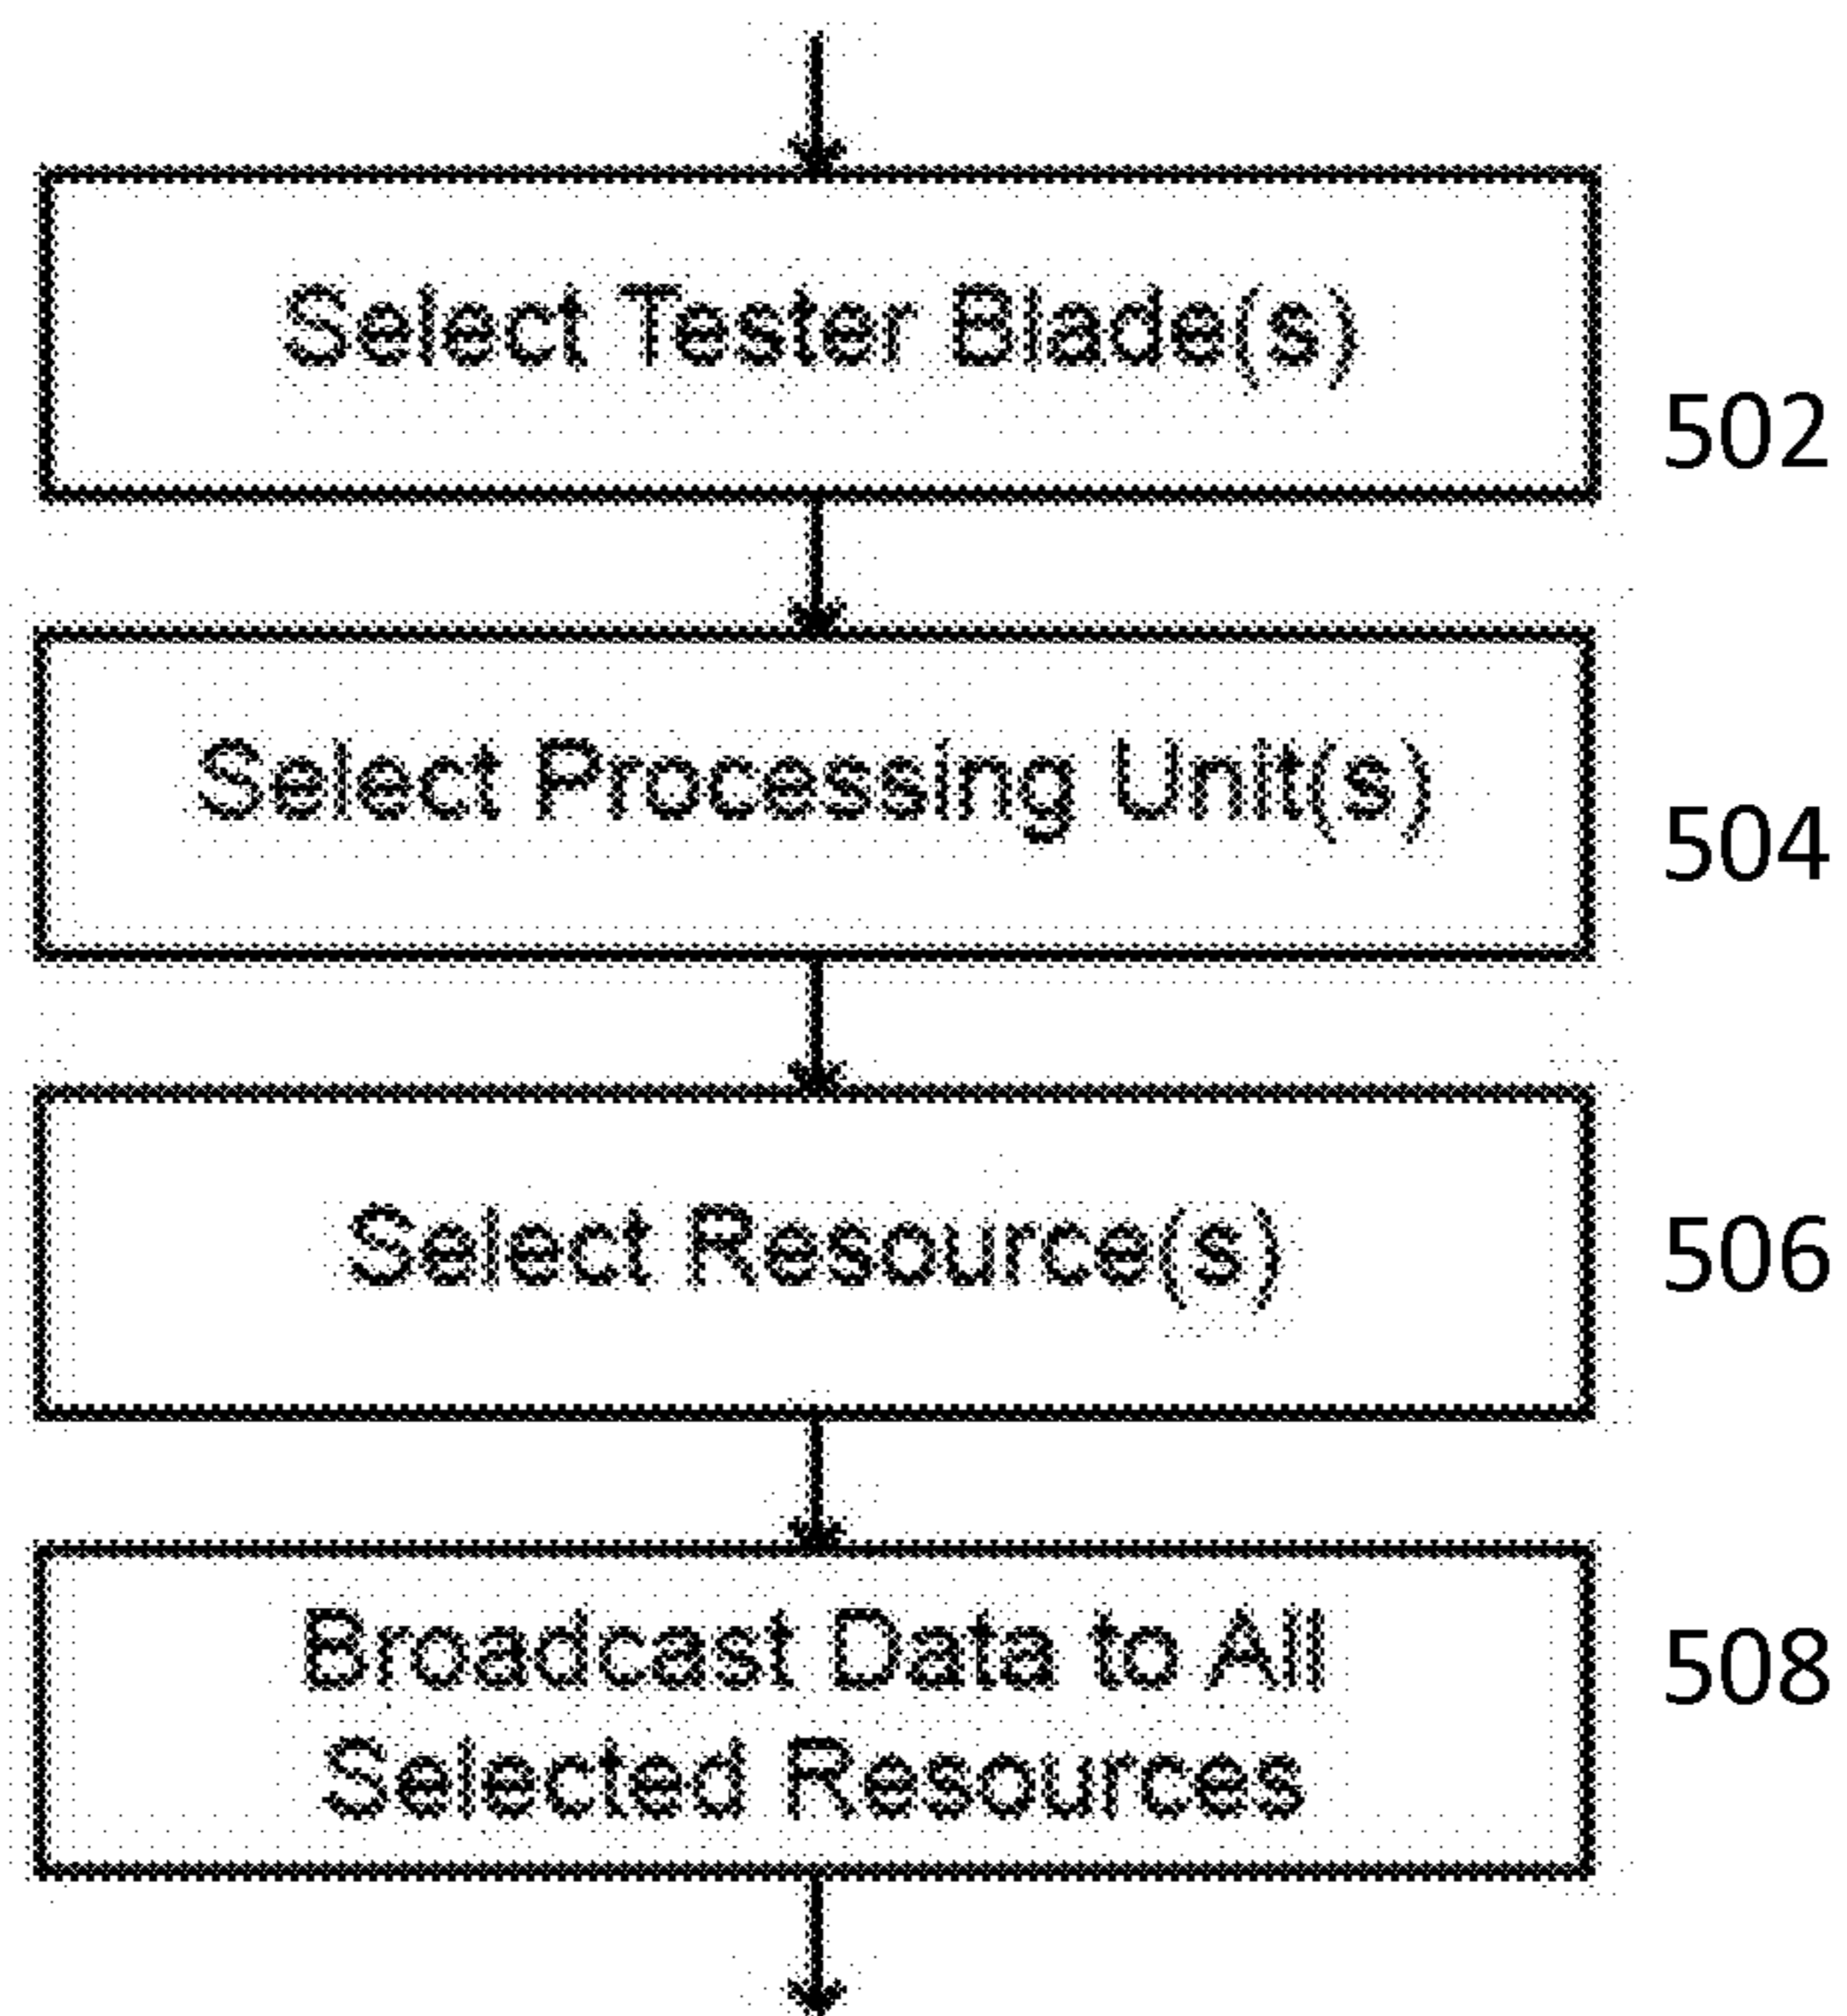 Select Tester Blade(s)
502
Select Processing Unit(s)
504
Select Resource(s)
506
Broadcast Data to All
Selected Resources
508